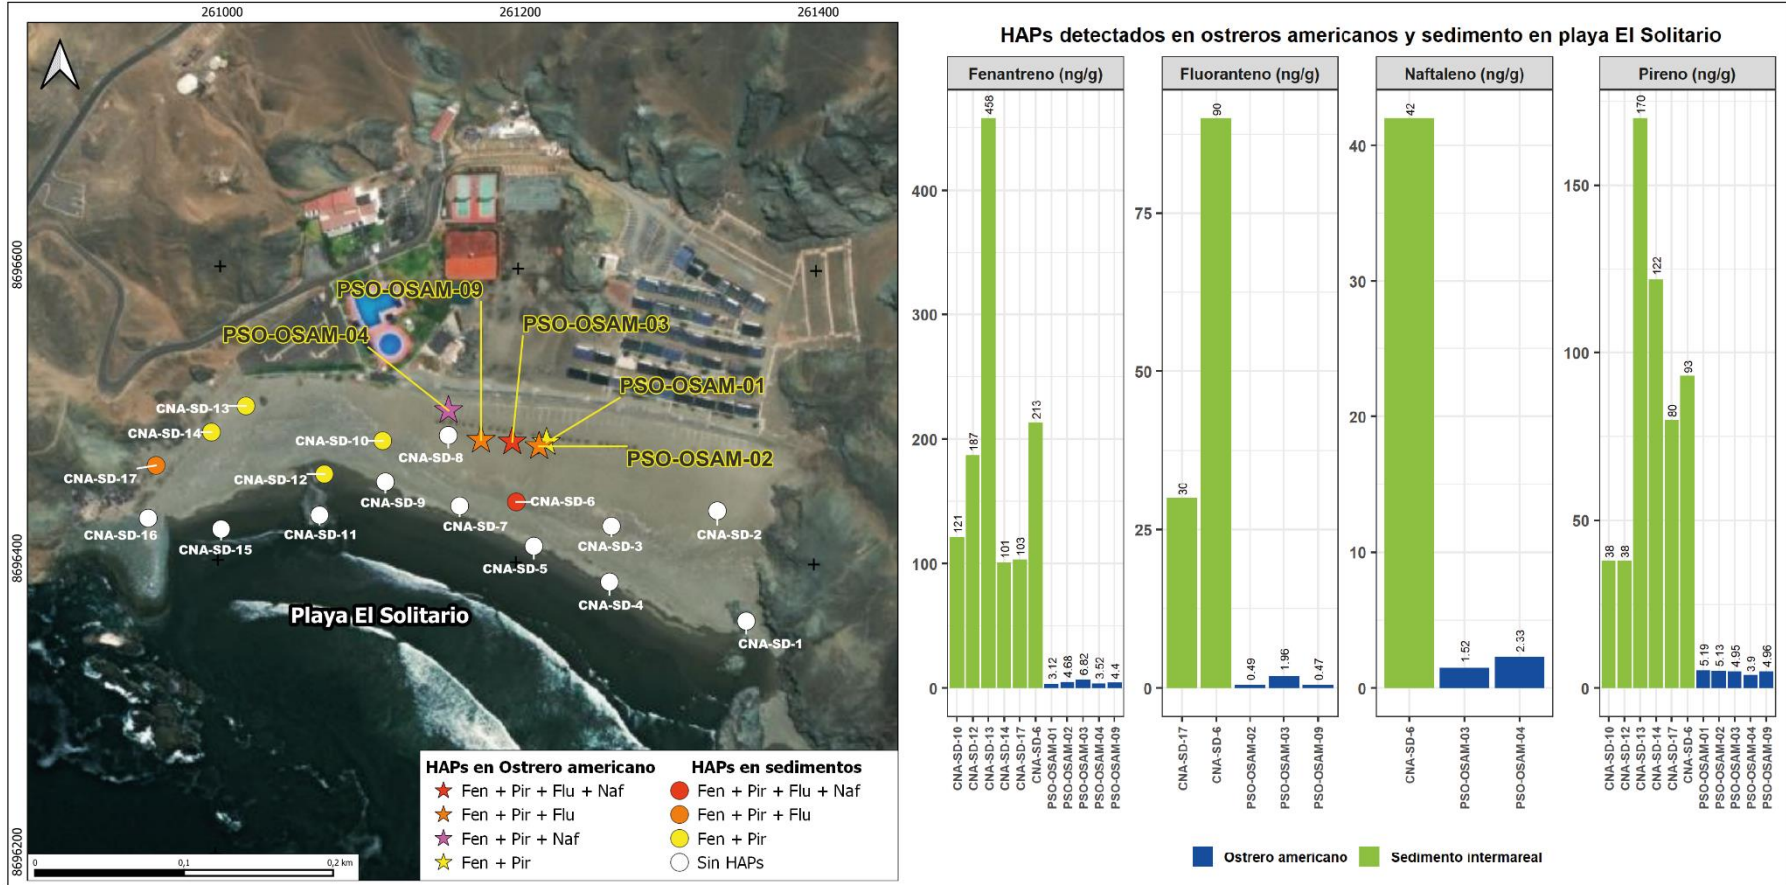 261000
261200
261400
8696600
8696400
8696200
PSO-OSAM-09
PSO-OSAM-04
PSO-OSAM-03
PSO-OSAM-01
PSO-OSAM-02
CNA-SD-13
CNA-SD-14
CNA-SD-10
CNA-SD-8
CNA-SD-17
CNA-SD-12
CNA-SD-9
CNA-SD-6
CNA-SD-7
CNA-SD-16
CNA-SD-15
CNA-SD-11
CNA-SD-3
CNA-SD-2
CNA-SD-5
CNA-SD-4
CNA-SD-1
Playa El Solitario
HAPs en Ostrero americano
Fen + Pir + Flu + Naf
Fen + Pir + Flu
Fen + Pir + Naf
Fen + Pir
HAPs en sedimentos
Fen + Pir + Flu + Naf
Fen + Pir + Flu
Fen + Pir
Sin HAPs
0
0,1
0,2 km
HAPs detectados en ostreros americanos y sedimento en playa El Solitario
Fenantreno (ng/g)
400
300
200
100
0
121
187
458
101
103
213
3.12
4.68
6.82
3.52
4.4
CNA-SD-10
CNA-SD-12
CNA-SD-13
CNA-SD-14
CNA-SD-17
CNA-SD-6
PSO-OSAM-01
PSO-OSAM-02
PSO-OSAM-03
PSO-OSAM-04
PSO-OSAM-09
Fluoranteno (ng/g)
75
50
25
0
30
90
0.49
1.96
0.47
CNA-SD-17
CNA-SD-6
PSO-OSAM-02
PSO-OSAM-03
PSO-OSAM-09
Naftaleno (ng/g)
40
30
20
10
0
42
1.52
2.33
CNA-SD-6
PSO-OSAM-03
PSO-OSAM-04
Pireno (ng/g)
150
100
50
0
38
38
170
122
80
93
5.19
5.13
4.95
3.9
4.96
CNA-SD-10
CNA-SD-12
CNA-SD-13
CNA-SD-14
CNA-SD-17
CNA-SD-6
PSO-OSAM-01
PSO-OSAM-02
PSO-OSAM-03
PSO-OSAM-04
PSO-OSAM-09
Ostrero americano
Sedimento intermareal